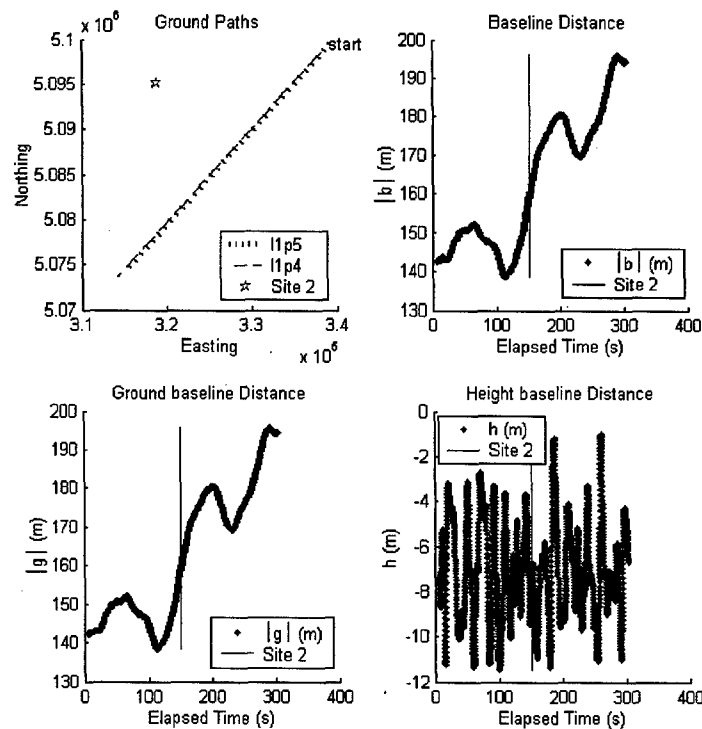 Ground Paths
x 10^6
5.1
5.095
5.09
5.085
5.08
5.075
5.07
Northing
start
l1p5
l1p4
Site 2
3.1
3.2
3.3
3.4
Easting
x 10^6
Baseline Distance
200
190
180
170
160
150
140
130
|b| (m)
|b| (m)
Site 2
0
100
200
300
400
Elapsed Time (s)
Ground baseline Distance
200
190
180
170
160
150
140
130
|g| (m)
|g| (m)
Site 2
0
100
200
300
400
Elapsed Time (s)
Height baseline Distance
0
-2
-4
-6
-8
-10
-12
h (m)
h (m)
Site 2
0
100
200
300
400
Elapsed Time (s)